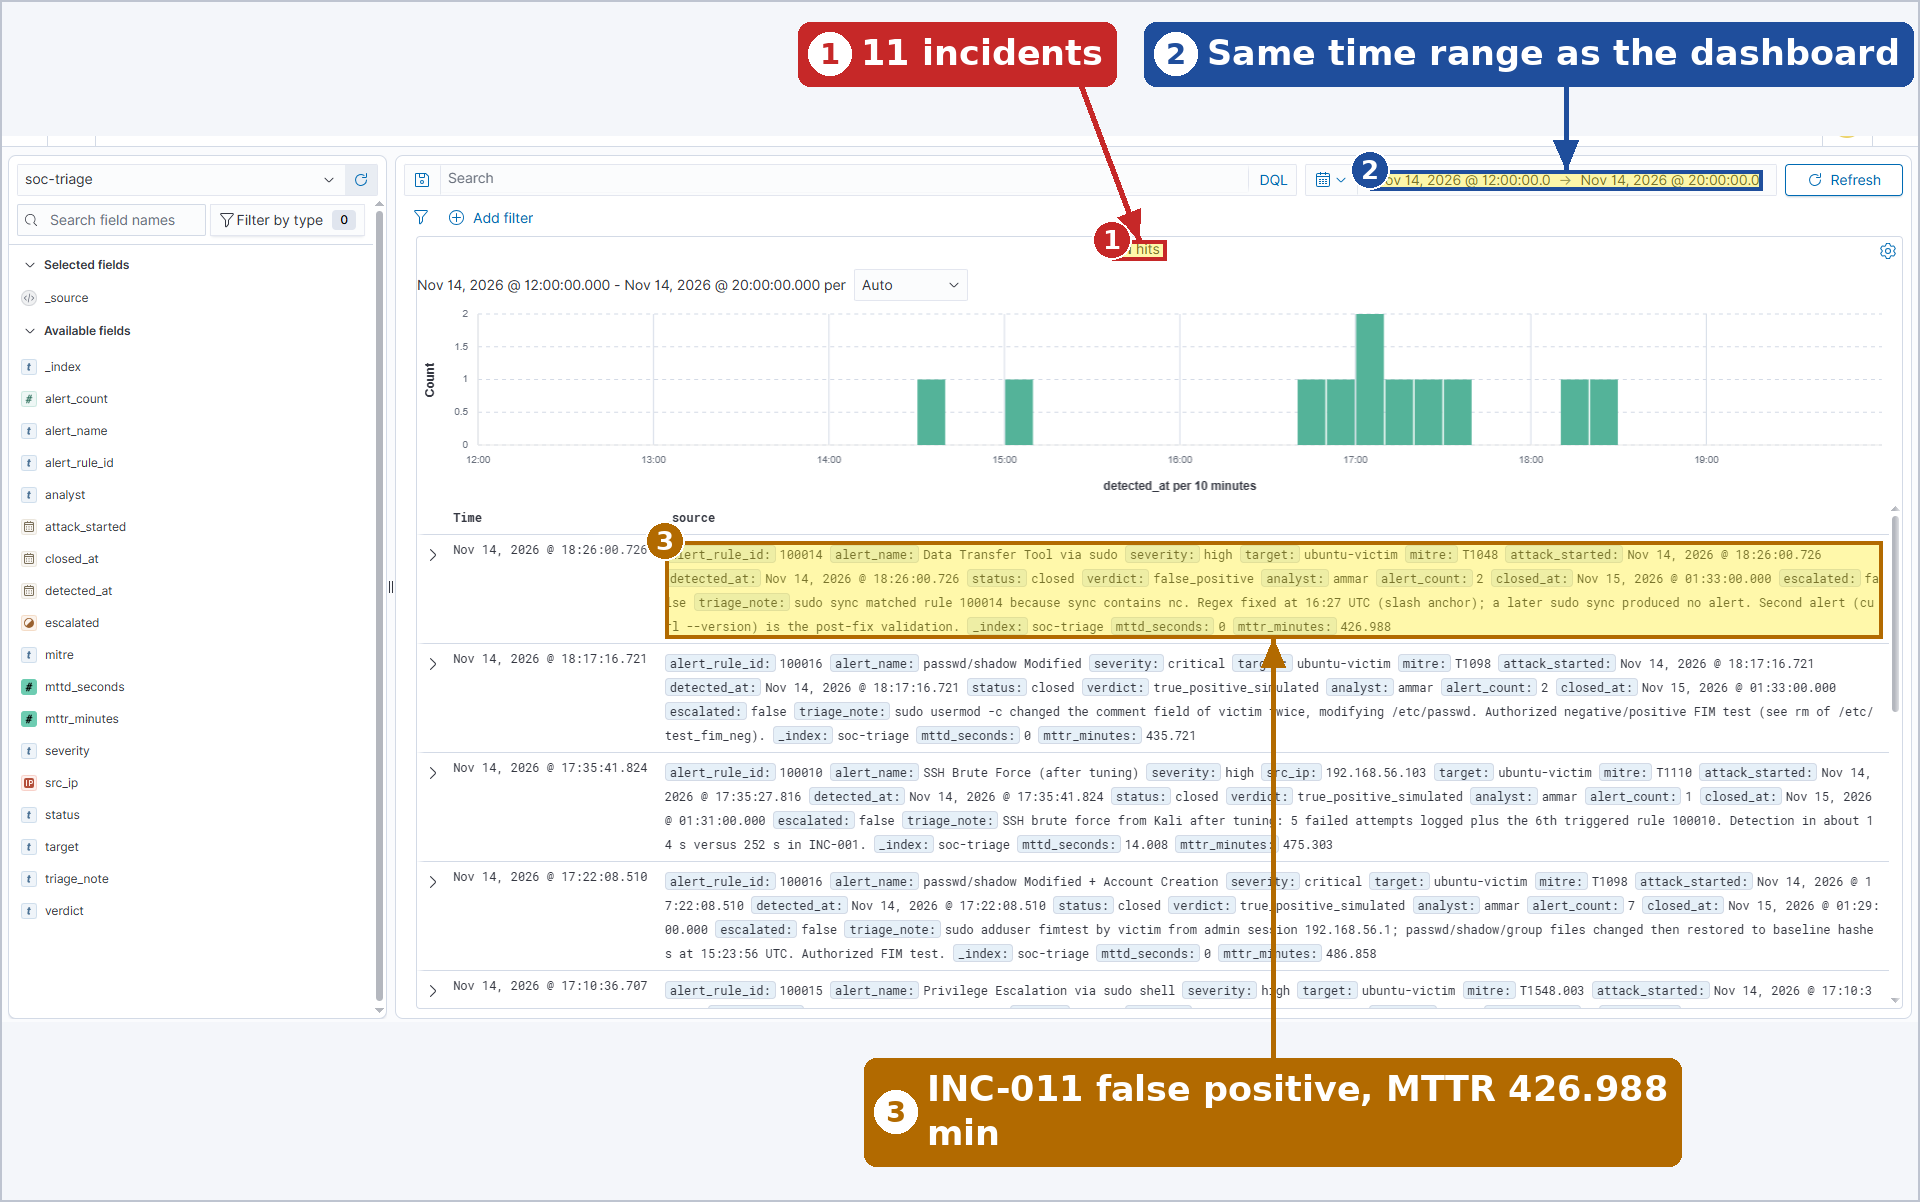 1 11 incidents
2 Same time range as the dashboard
soc-triage
Search
DQL
2
Nov 14, 2026 @ 12:00:00.0 → Nov 14, 2026 @ 20:00:00.0
Refresh
Search field names
Filter by type 0
Add filter
Selected fields
_source
Available fields
_index
alert_count
alert_name
alert_rule_id
analyst
attack_started
closed_at
detected_at
escalated
mitre
mttd_seconds
mttr_minutes
severity
src_ip
status
target
triage_note
verdict
1
hits
Nov 14, 2026 @ 12:00:00.000 - Nov 14, 2026 @ 20:00:00.000 per Auto
Count
2
1.5
1
0.5
0
12:00 13:00 14:00 15:00 16:00 17:00 18:00 19:00
detected_at per 10 minutes
Time source
3
Nov 14, 2026 @ 18:26:00.726
alert_rule_id: 100014 alert_name: Data Transfer Tool via sudo severity: high target: ubuntu-victim mitre: T1048 attack_started: Nov 14, 2026 @ 18:26:00.726
detected_at: Nov 14, 2026 @ 18:26:00.726 status: closed verdict: false_positive analyst: ammar alert_count: 2 closed_at: Nov 15, 2026 @ 01:33:00.000 escalated: fa
lse triage_note: sudo sync matched rule 100014 because sync contains nc. Regex fixed at 16:27 UTC (slash anchor); a later sudo sync produced no alert. Second alert (cu
rl --version) is the post-fix validation. _index: soc-triage mttd_seconds: 0 mttr_minutes: 426.988
Nov 14, 2026 @ 18:17:16.721
alert_rule_id: 100016 alert_name: passwd/shadow Modified severity: critical target: ubuntu-victim mitre: T1098 attack_started: Nov 14, 2026 @ 18:17:16.721
detected_at: Nov 14, 2026 @ 18:17:16.721 status: closed verdict: true_positive_simulated analyst: ammar alert_count: 2 closed_at: Nov 15, 2026 @ 01:33:00.000
escalated: false triage_note: sudo usermod -c changed the comment field of victim twice, modifying /etc/passwd. Authorized negative/positive FIM test (see rm of /etc/
test_fim_neg). _index: soc-triage mttd_seconds: 0 mttr_minutes: 435.721
Nov 14, 2026 @ 17:35:41.824
alert_rule_id: 100010 alert_name: SSH Brute Force (after tuning) severity: high src_ip: 192.168.56.103 target: ubuntu-victim mitre: T1110 attack_started: Nov 14,
2026 @ 17:35:27.816 detected_at: Nov 14, 2026 @ 17:35:41.824 status: closed verdict: true_positive_simulated analyst: ammar alert_count: 1 closed_at: Nov 15, 2026
@ 01:31:00.000 escalated: false triage_note: SSH brute force from Kali after tuning: 5 failed attempts logged plus the 6th triggered rule 100010. Detection in about 1
4 s versus 252 s in INC-001. _index: soc-triage mttd_seconds: 14.008 mttr_minutes: 475.303
Nov 14, 2026 @ 17:22:08.510
alert_rule_id: 100016 alert_name: passwd/shadow Modified + Account Creation severity: critical target: ubuntu-victim mitre: T1098 attack_started: Nov 14, 2026 @ 1
7:22:08.510 detected_at: Nov 14, 2026 @ 17:22:08.510 status: closed verdict: true_positive_simulated analyst: ammar alert_count: 7 closed_at: Nov 15, 2026 @ 01:29:
00.000 escalated: false triage_note: sudo adduser fimtest by victim from admin session 192.168.56.1; passwd/shadow/group files changed then restored to baseline hashe
s at 15:23:56 UTC. Authorized FIM test. _index: soc-triage mttd_seconds: 0 mttr_minutes: 486.858
Nov 14, 2026 @ 17:10:36.707
alert_rule_id: 100015 alert_name: Privilege Escalation via sudo shell severity: high target: ubuntu-victim mitre: T1548.003 attack_started: Nov 14, 2026 @ 17:10:3
3 INC-011 false positive, MTTR 426.988
min